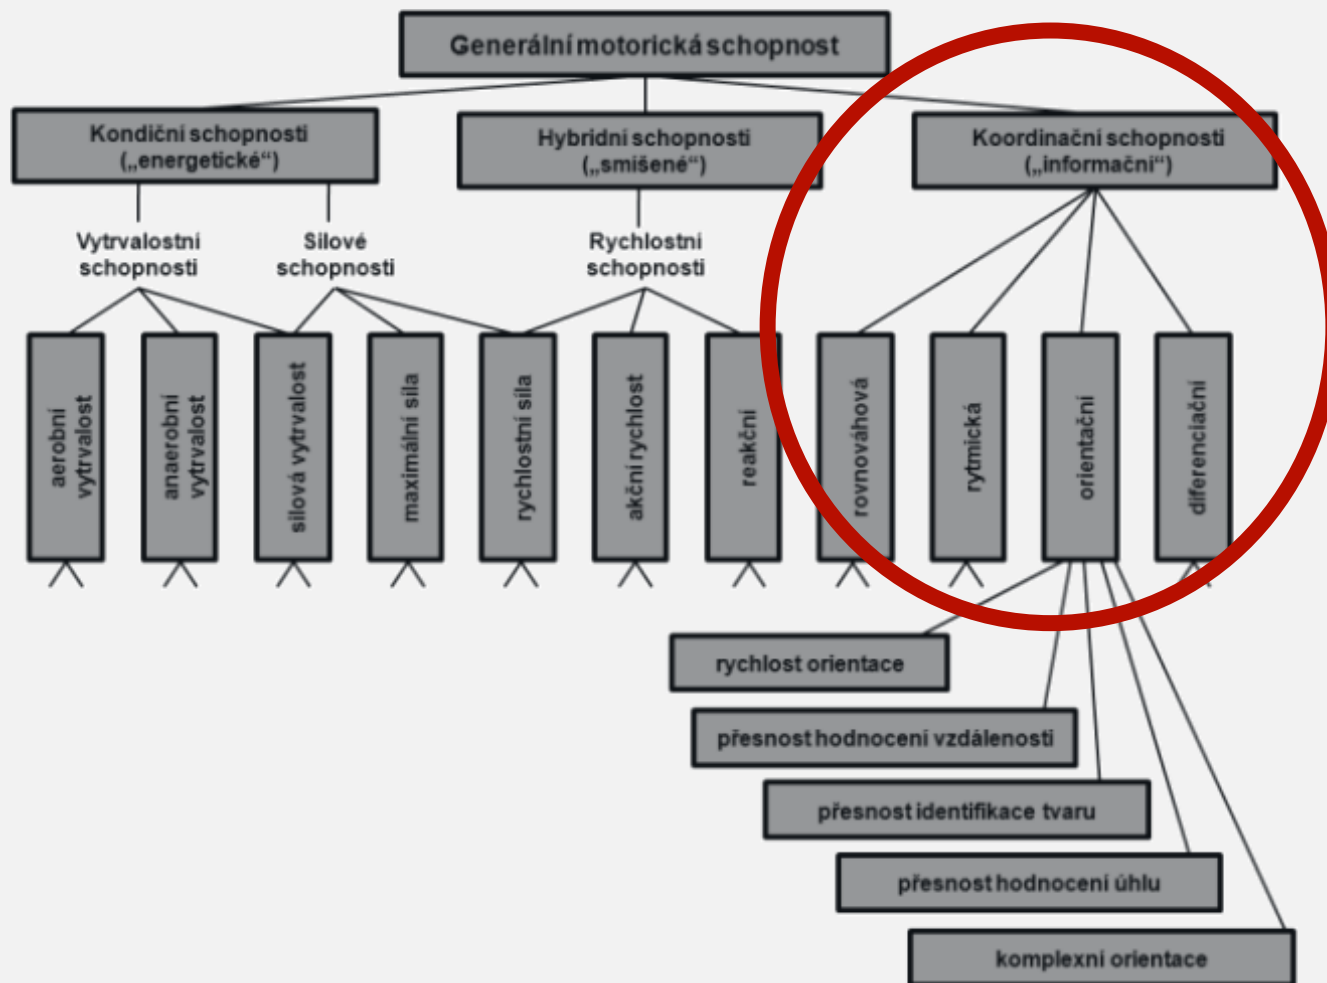 Generální motorická schopnost
Kondiční schopnosti
(„energetické“)
Hybridní schopnosti
(„smíšené“)
Koordinační schopnosti
(„informační“)
Vytrvalostní
schopnosti
Silové
schopnosti
Rychlostní
schopnosti
aerobní
vytrvalost
anaerobní
vytrvalost
silová vytrvalost
maximální síla
rychlostní síla
akční rychlost
reakční
rovnováhová
rytmická
orientační
diferenciační
rychlost orientace
přesnost hodnocení vzdálenosti
přesnost identifikace tvaru
přesnost hodnocení úhlu
komplexní orientace